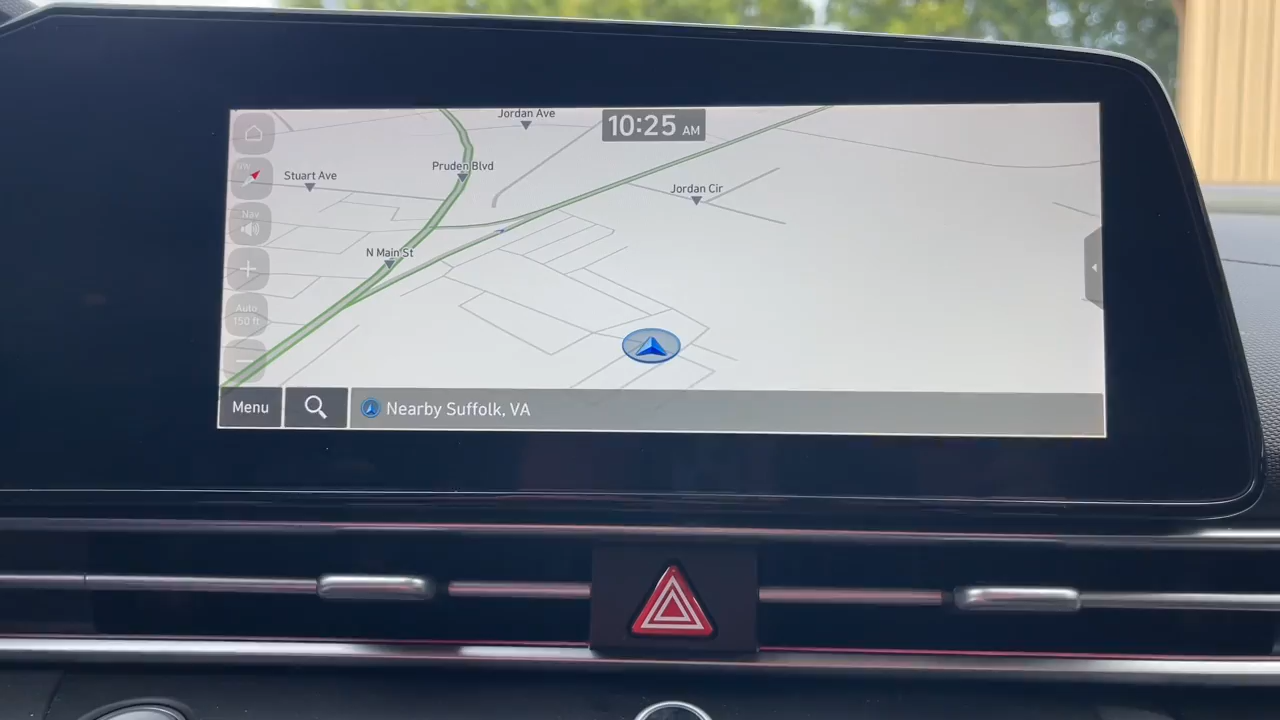 Jordan Ave
10:25 AM
Pruden Blvd
Stuart Ave
NW
Jordan Cir
Nav
N Main St
Auto
150 ft
Menu
Nearby Suffolk, VA